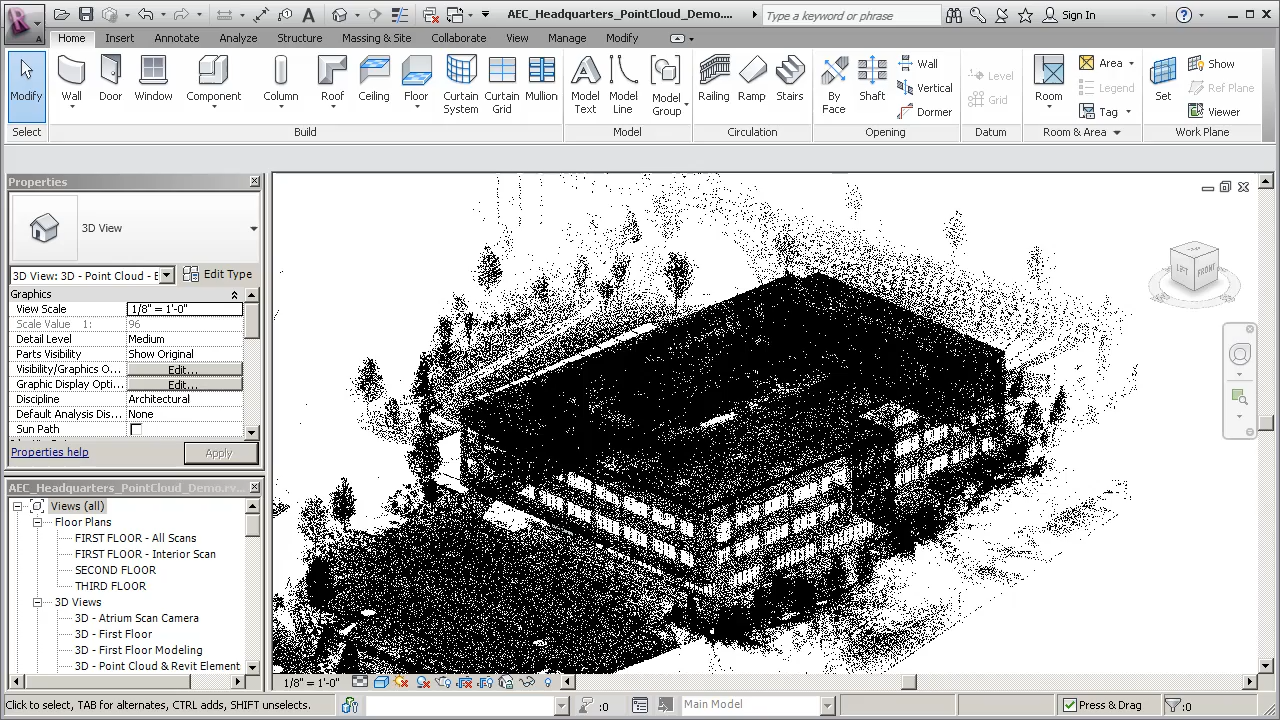 AEC_Headquarters_PointCloud_Demo....
Type a keyword or phrase
Sign In
Home Insert Annotate Analyze Structure Massing & Site Collaborate View Manage Modify
Modify Wall Door Window Component Column Roof Ceiling Floor Curtain System Curtain Grid Mullion Model Text Model Line Model Group Railing Ramp Stairs By Face Shaft Wall Vertical Dormer Level Grid Room Area Legend Tag Set Show Ref Plane Viewer
Select Build Model Circulation Opening Datum Room & Area Work Plane
Properties
3D View
3D View: 3D - Point Cloud - E Edit Type
Graphics
View Scale 1/8" = 1'-0"
Scale Value 1: 96
Detail Level Medium
Parts Visibility Show Original
Visibility/Graphics O... Edit...
Graphic Display Opti... Edit...
Discipline Architectural
Default Analysis Dis... None
Sun Path
Properties help Apply
AEC_Headquarters_PointCloud_Demo.rv...
Views (all)
Floor Plans
FIRST FLOOR - All Scans
FIRST FLOOR - Interior Scan
SECOND FLOOR
THIRD FLOOR
3D Views
3D - Atrium Scan Camera
3D - First Floor
3D - First Floor Modeling
3D - Point Cloud & Revit Element
TOP
LEFT FRONT
1/8" = 1'-0"
Click to select, TAB for alternates, CTRL adds, SHIFT unselects. :0 Main Model Press & Drag :0